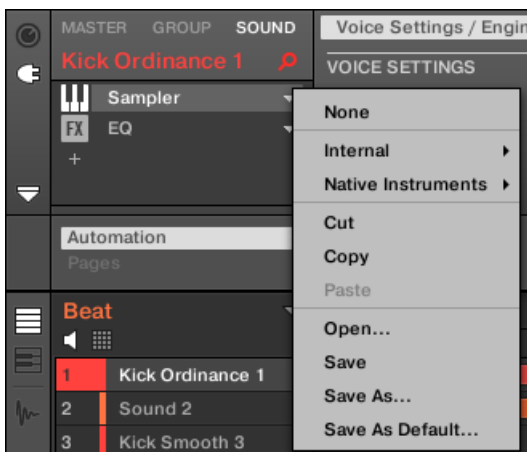 MASTER GROUP SOUND
Kick Ordinance 1
Sampler
FX EQ
+
Automation
Pages
Beat
1 Kick Ordinance 1
2 Sound 2
3 Kick Smooth 3
Voice Settings / Engin
VOICE SETTINGS
None
Internal
Native Instruments
Cut
Copy
Paste
Open...
Save
Save As...
Save As Default...